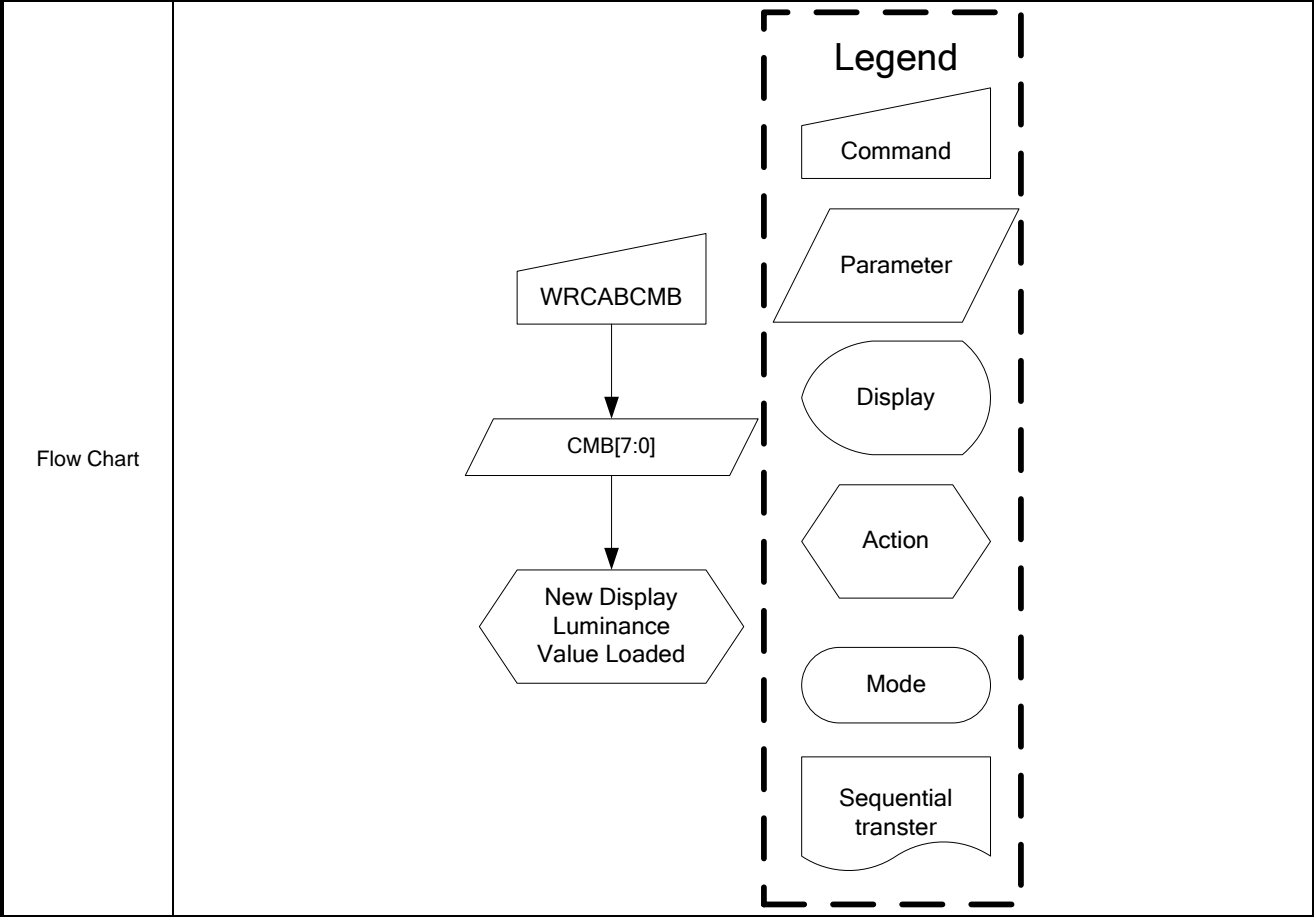 Flow Chart
WRCABCMB
CMB[7:0]
New Display
Luminance
Value Loaded
Legend
Command
Parameter
Display
Action
Mode
Sequential
transter